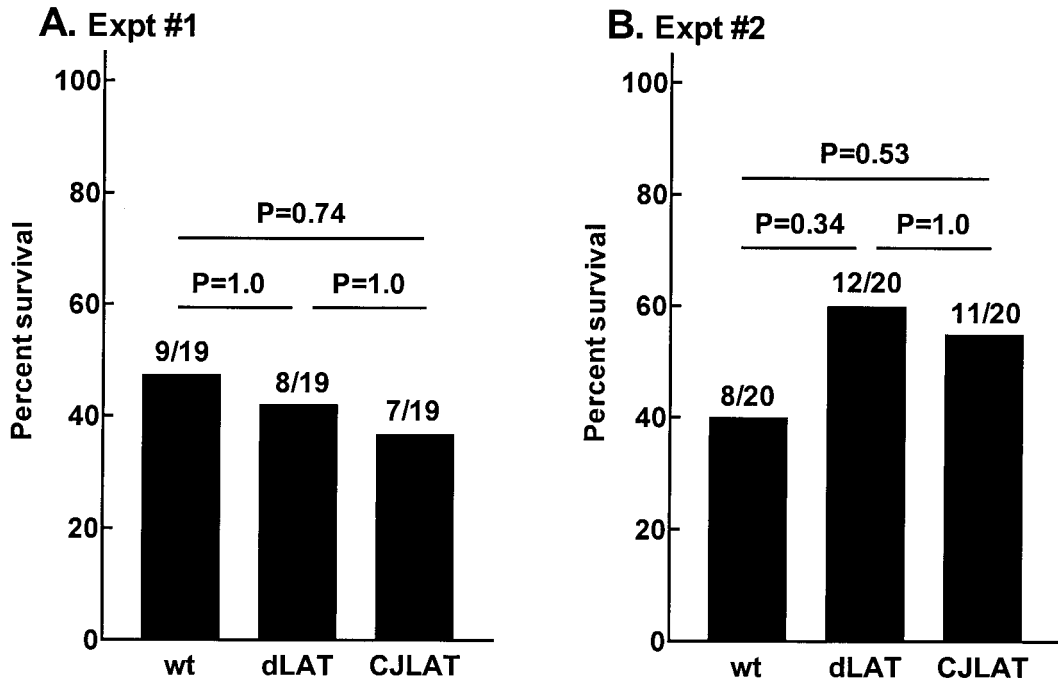 A. Expt #1
Percent survival
100
80
60
40
20
0
P=0.74
P=1.0 P=1.0
9/19
8/19
7/19
wt dLAT CJLAT
B. Expt #2
Percent survival
100
80
60
40
20
0
P=0.53
P=0.34 P=1.0
12/20
11/20
8/20
wt dLAT CJLAT